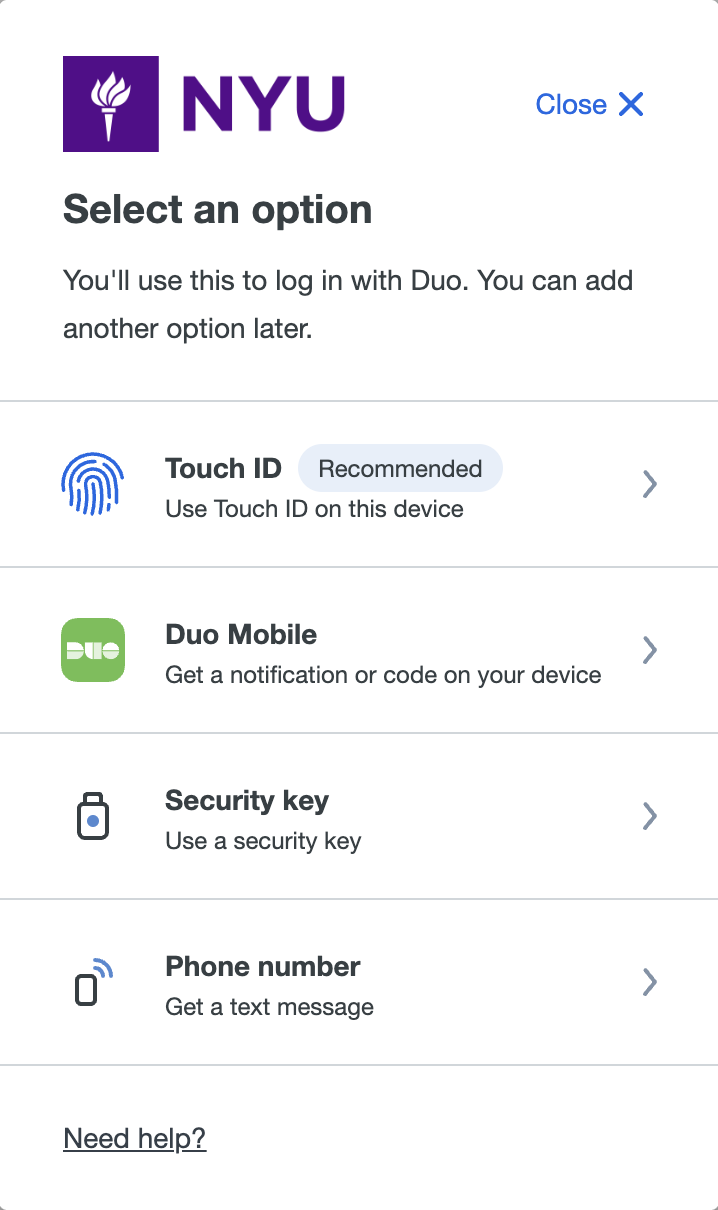 NYU
Close
Select an option
You'll use this to log in with Duo. You can add
another option later.
Touch ID Recommended
Use Touch ID on this device
DUO
Duo Mobile
Get a notification or code on your device
Security key
Use a security key
Phone number
Get a text message
Need help?